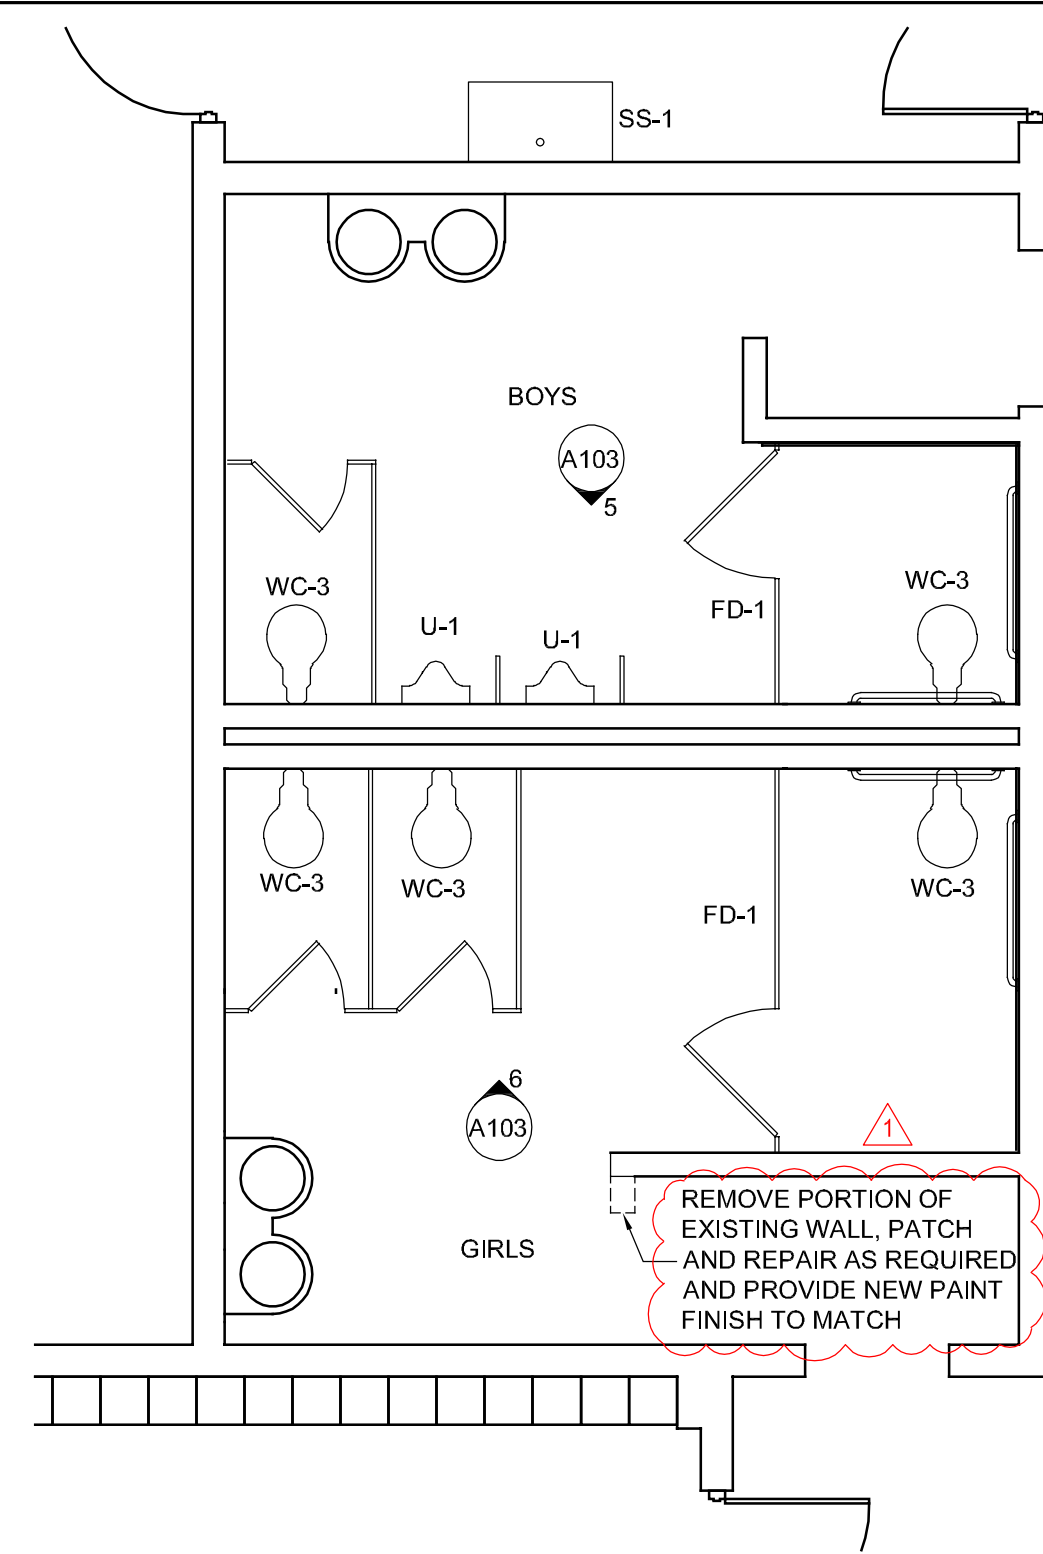 SS-1
BOYS
A103
5
WC-3
WC-3
U-1
FD-1
U-1
WC-3
WC-3
WC-3
FD-1
6
A103
1
REMOVE PORTION OF
EXISTING WALL, PATCH
AND REPAIR AS REQUIRED
AND PROVIDE NEW PAINT
FINISH TO MATCH
GIRLS